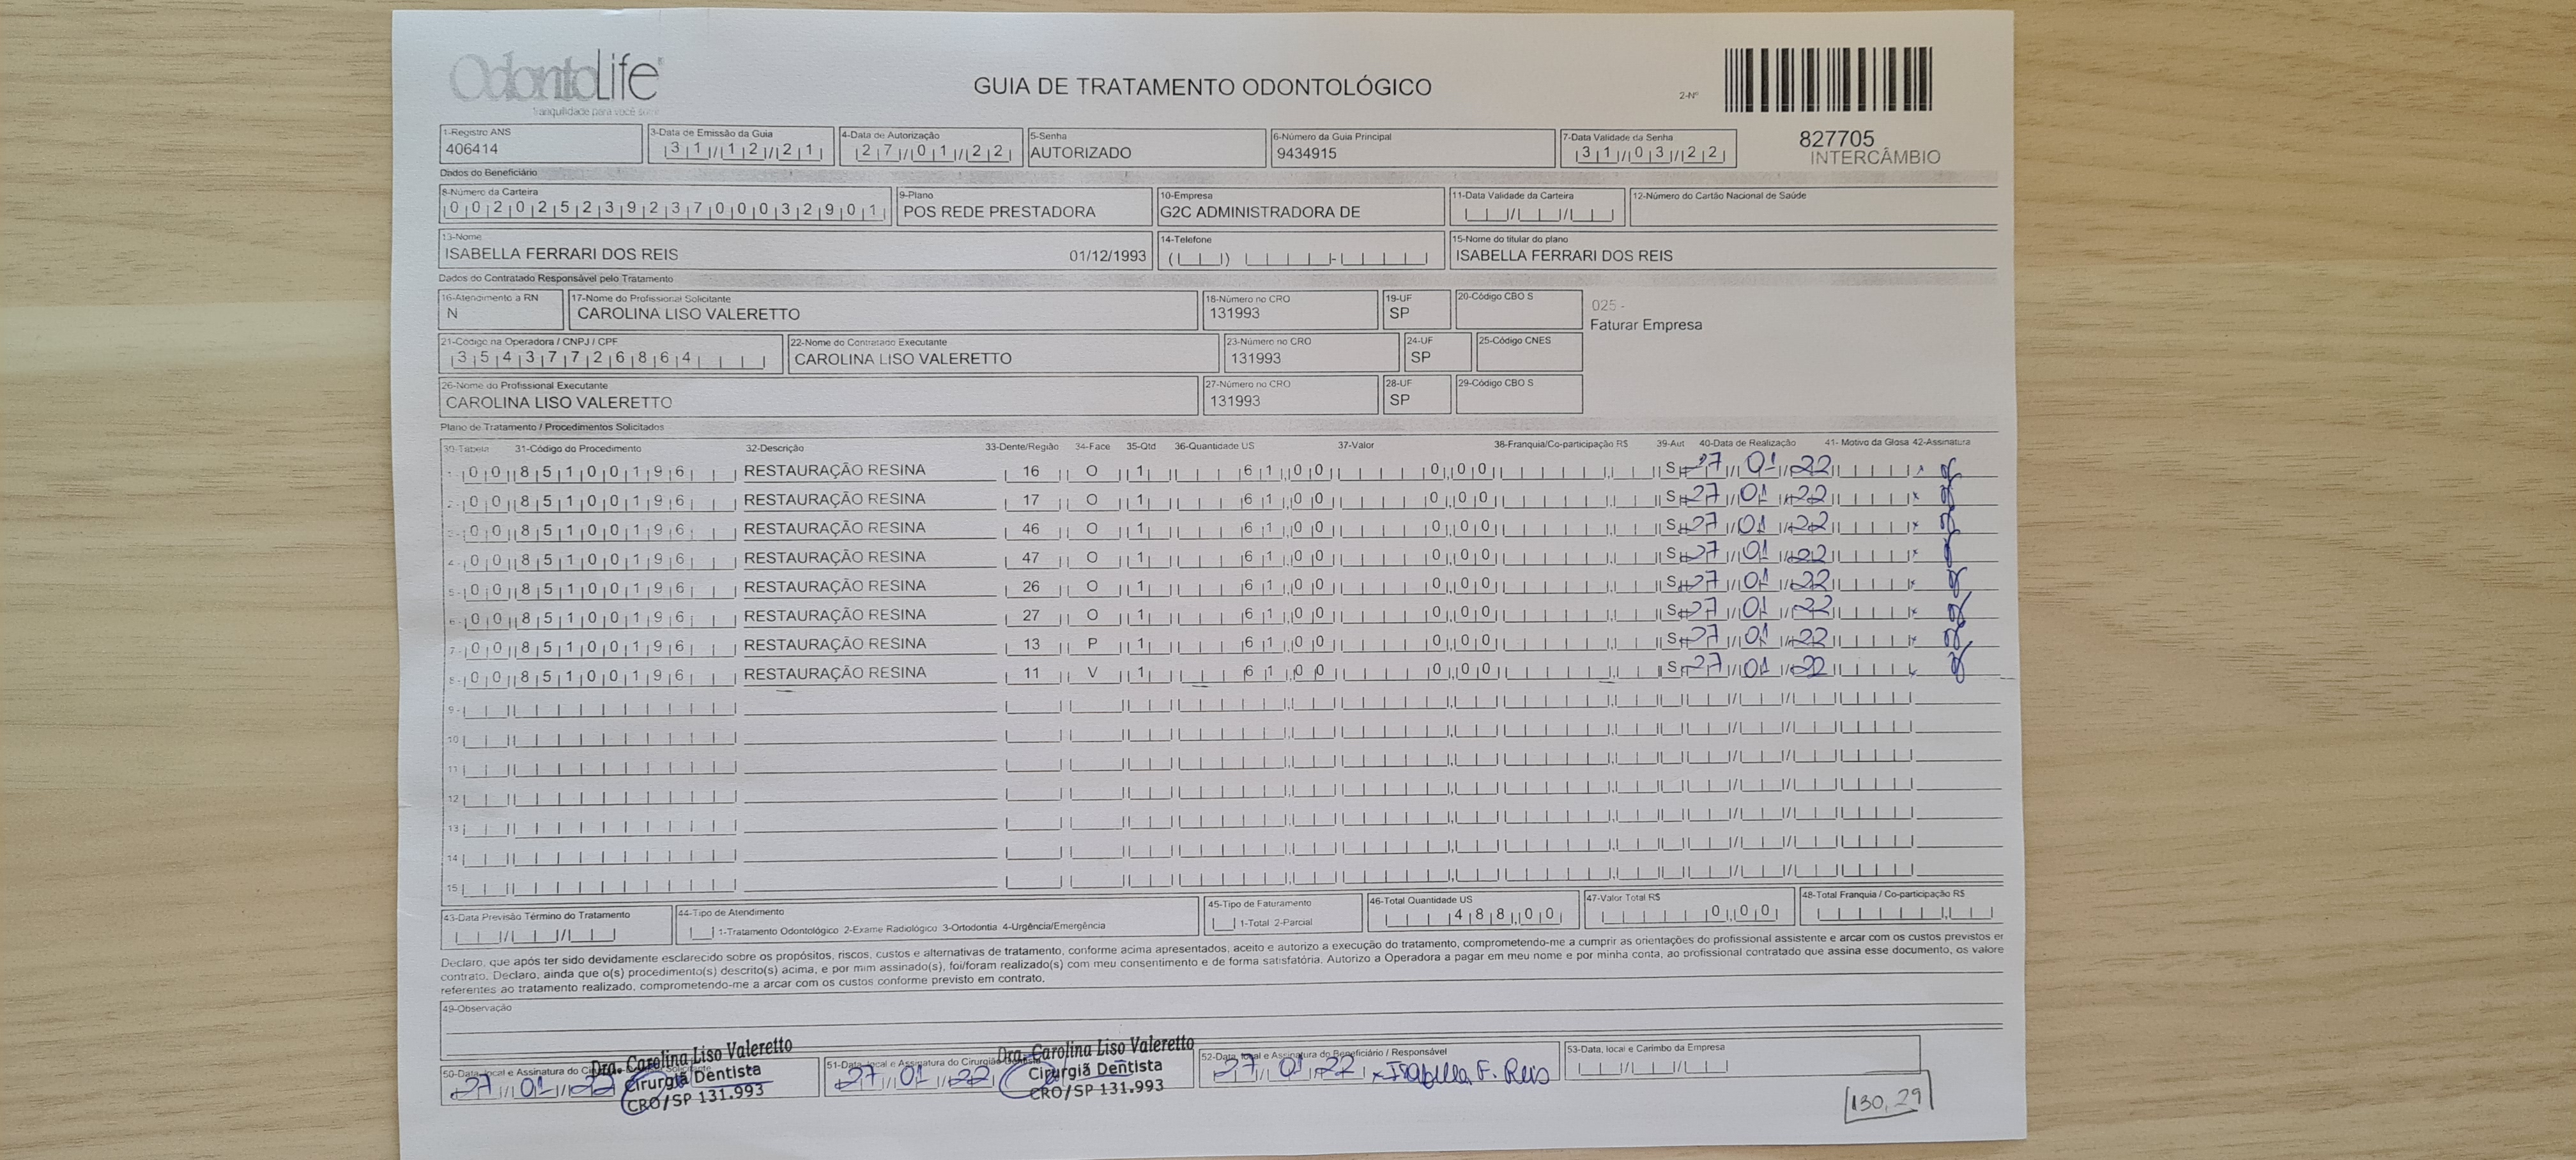 OdontoLife
Tranquilidade para você sorrir
GUIA DE TRATAMENTO ODONTOLÓGICO
2-Nº
827705
INTERCÂMBIO
1-Registro ANS 3-Data de Emissão da Guia 4-Data de Autorização 5-Senha 6-Número da Guia Principal 7-Data Validade da Senha
406414 31/12/21 27/01/22 AUTORIZADO 9434915 31/03/22
Dados do Beneficiário
8-Número da Carteira 9-Plano 10-Empresa 11-Data Validade da Carteira 12-Número do Cartão Nacional de Saúde
00202523923700032901 POS REDE PRESTADORA G2C ADMINISTRADORA DE
13-Nome 14-Telefone 15-Nome do titular do plano
ISABELLA FERRARI DOS REIS 01/12/1993 ISABELLA FERRARI DOS REIS
Dados do Contratado Responsável pelo Tratamento
16-Atendimento a RN 17-Nome do Profissional Solicitante 18-Número no CRO 19-UF 20-Código CBO S
N CAROLINA LISO VALERETTO 131993 SP
025 -
Faturar Empresa
21-Código na Operadora / CNPJ / CPF 22-Nome do Contratado Executante 23-Número no CRO 24-UF 25-Código CNES
35437726864 CAROLINA LISO VALERETTO 131993 SP
26-Nome do Profissional Executante 27-Número no CRO 28-UF 29-Código CBO S
CAROLINA LISO VALERETTO 131993 SP
Plano de Tratamento / Procedimentos Solicitados
30-Tabela 31-Código do Procedimento 32-Descrição 33-Dente/Região 34-Face 35-Qtd 36-Quantidade US 37-Valor 38-Franquia/Co-participação R$ 39-Aut 40-Data de Realização 41- Motivo da Glosa 42-Assinatura
1- 00 85100196 RESTAURAÇÃO RESINA 16 O 1 61,00 0,00 S 27/01/22
2- 00 85100196 RESTAURAÇÃO RESINA 17 O 1 61,00 0,00 S 27/01/22
3- 00 85100196 RESTAURAÇÃO RESINA 46 O 1 61,00 0,00 S 27/01/22
4- 00 85100196 RESTAURAÇÃO RESINA 47 O 1 61,00 0,00 S 27/01/22
5- 00 85100196 RESTAURAÇÃO RESINA 26 O 1 61,00 0,00 S 27/01/22
6- 00 85100196 RESTAURAÇÃO RESINA 27 O 1 61,00 0,00 S 27/01/22
7- 00 85100196 RESTAURAÇÃO RESINA 13 P 1 61,00 0,00 S 27/01/22
8- 00 85100196 RESTAURAÇÃO RESINA 11 V 1 61,00 0,00 S 27/01/22
9-
10
11
12
13
14
15
43-Data Previsão Término do Tratamento 44-Tipo de Atendimento 45-Tipo de Faturamento 46-Total Quantidade US 47-Valor Total R$ 48-Total Franquia / Co-participação R$
1-Tratamento Odontológico 2-Exame Radiológico 3-Ortodontia 4-Urgência/Emergência 1-Total 2-Parcial 488,00 0,00
Declaro, que após ter sido devidamente esclarecido sobre os propósitos, riscos, custos e alternativas de tratamento, conforme acima apresentados, aceito e autorizo a execução do tratamento, comprometendo-me a cumprir as orientações do profissional assistente e arcar com os custos previstos er
contrato. Declaro, ainda que o(s) procedimento(s) descrito(s) acima, e por mim assinado(s), foi/foram realizado(s) com meu consentimento e de forma satisfatória. Autorizo a Operadora a pagar em meu nome e por minha conta, ao profissional contratado que assina esse documento, os valore
referentes ao tratamento realizado, comprometendo-me a arcar com os custos conforme previsto em contrato.
49-Observação
50-Data, local e Assinatura do 51-Data, local e Assinatura do Cirurgião 52-Data, local e Assinatura do Beneficiário / Responsável 53-Data, local e Carimbo da Empresa
27/01/22 Dra. Carolina Liso Valeretto
Cirurgiã Dentista
CRO/SP 131.993
27/01/22 Dra. Carolina Liso Valeretto
Cirurgiã Dentista
CRO/SP 131.993
27/01/22 x Isabella F. Reis
130,29